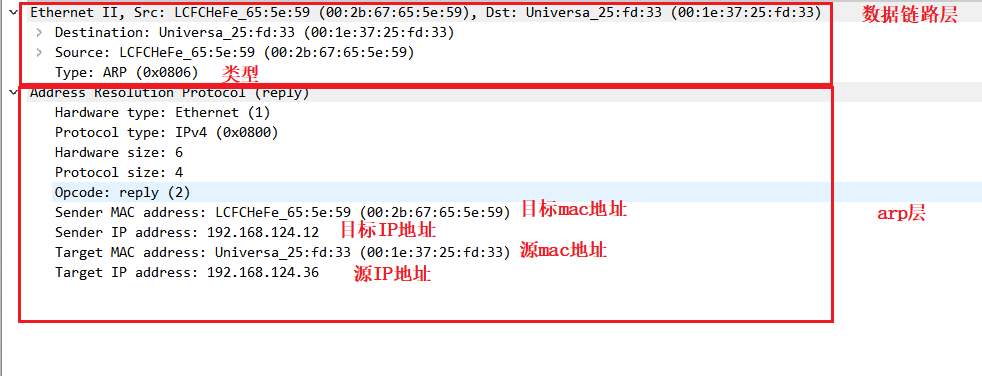 Ethernet II, Src: LCFCHeFe_65:5e:59 (00:2b:67:65:5e:59), Dst: Universa_25:fd:33 (00:1e:37:25:fd:33) 数据链路层
Destination: Universa_25:fd:33 (00:1e:37:25:fd:33)
Source: LCFCHeFe_65:5e:59 (00:2b:67:65:5e:59)
Type: ARP (0x0806) 类型
Address Resolution Protocol (reply)
Hardware type: Ethernet (1)
Protocol type: IPv4 (0x0800)
Hardware size: 6
Protocol size: 4
Opcode: reply (2)
Sender MAC address: LCFCHeFe_65:5e:59 (00:2b:67:65:5e:59) 目标mac地址
arp层
Sender IP address: 192.168.124.12 目标IP地址
Target MAC address: Universa_25:fd:33 (00:1e:37:25:fd:33) 源mac地址
Target IP address: 192.168.124.36 源IP地址